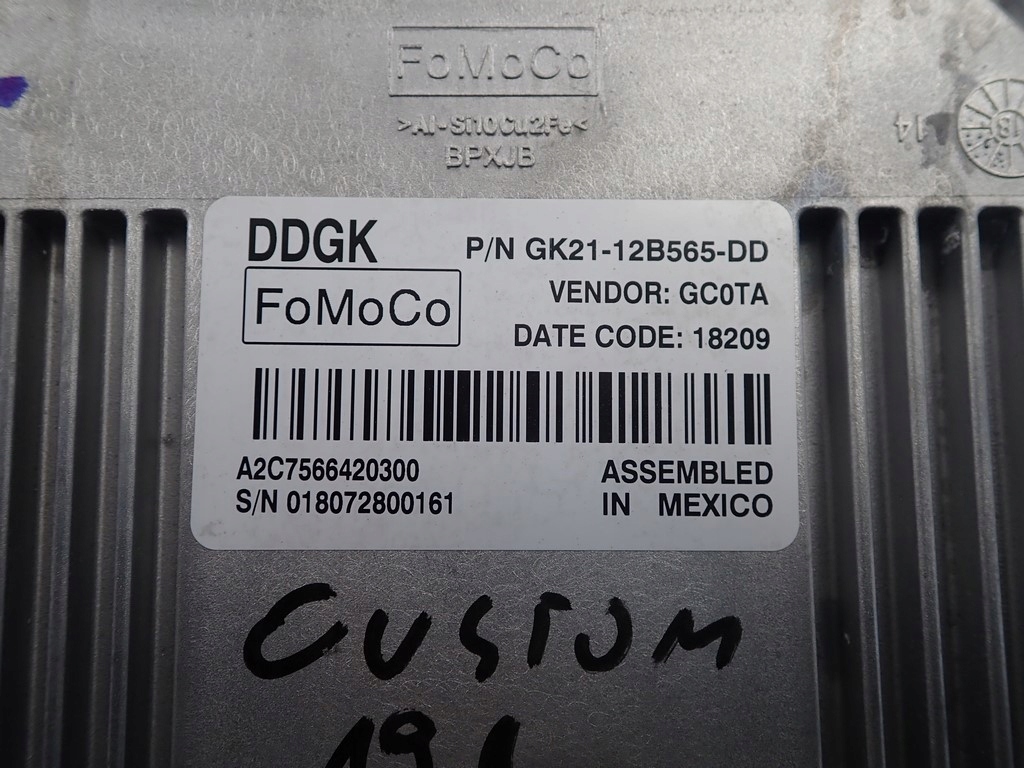 FoMoCo
>Al-Si10Cu2Fe<
BPXJB
14
18
DDGK
P/N GK21-12B565-DD
FoMoCo
VENDOR: GC0TA
DATE CODE: 18209
A2C7566420300
S/N 018072800161
ASSEMBLED
IN MEXICO
CUSTOM